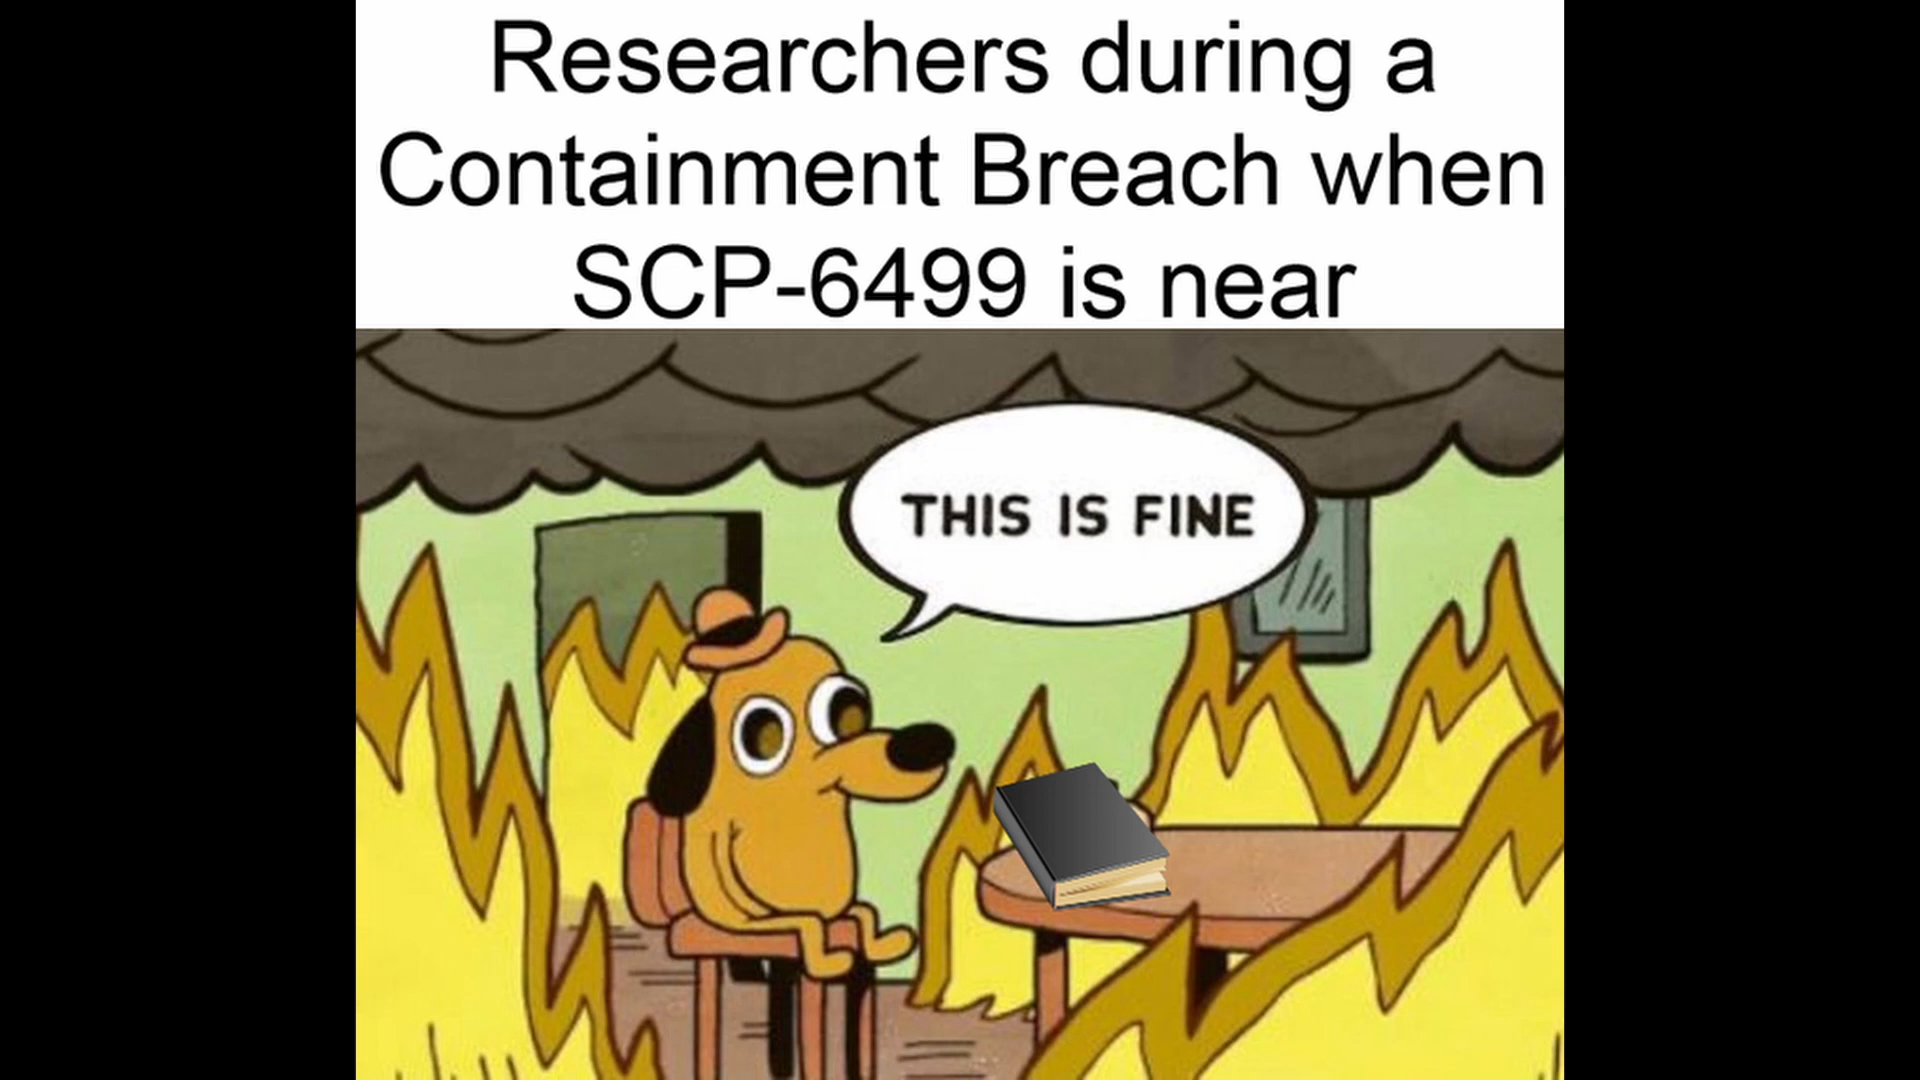 Researchers during a
Containment Breach when
SCP-6499 is near
THIS IS FINE